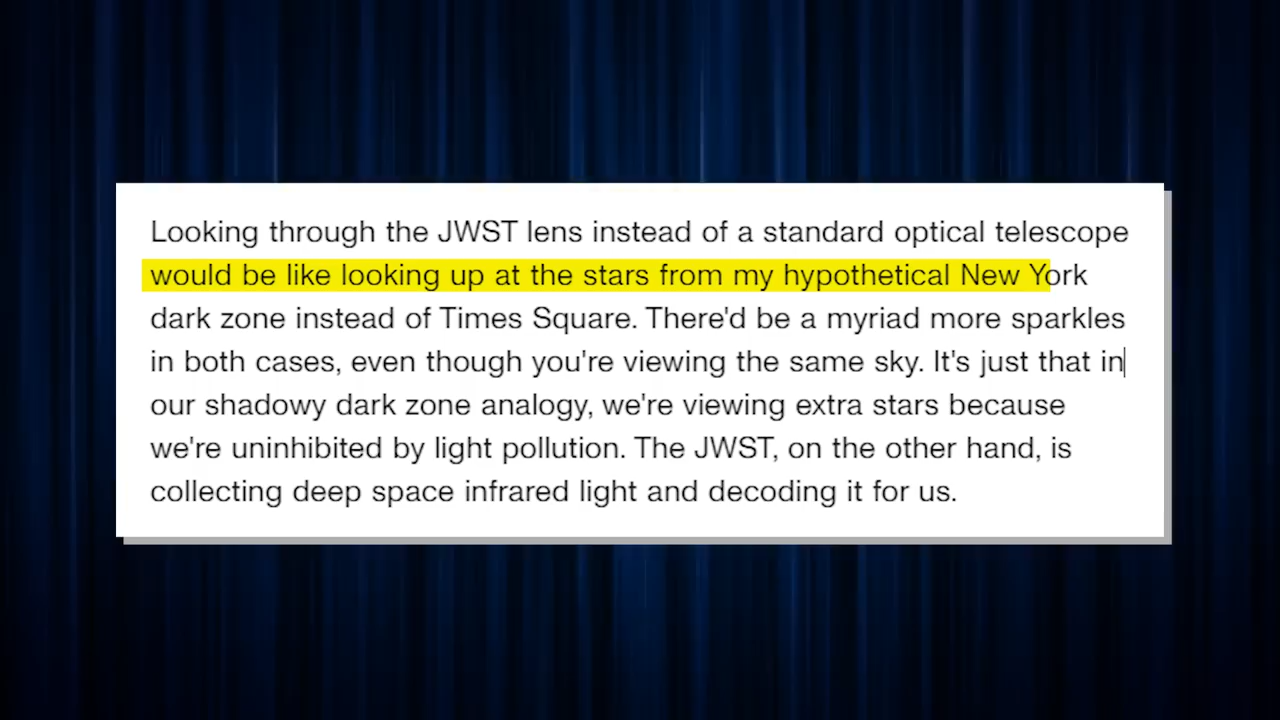 Looking through the JWST lens instead of a standard optical telescope
would be like looking up at the stars from my hypothetical New York
dark zone instead of Times Square. There'd be a myriad more sparkles
in both cases, even though you're viewing the same sky. It's just that in
our shadowy dark zone analogy, we're viewing extra stars because
we're uninhibited by light pollution. The JWST, on the other hand, is
collecting deep space infrared light and decoding it for us.